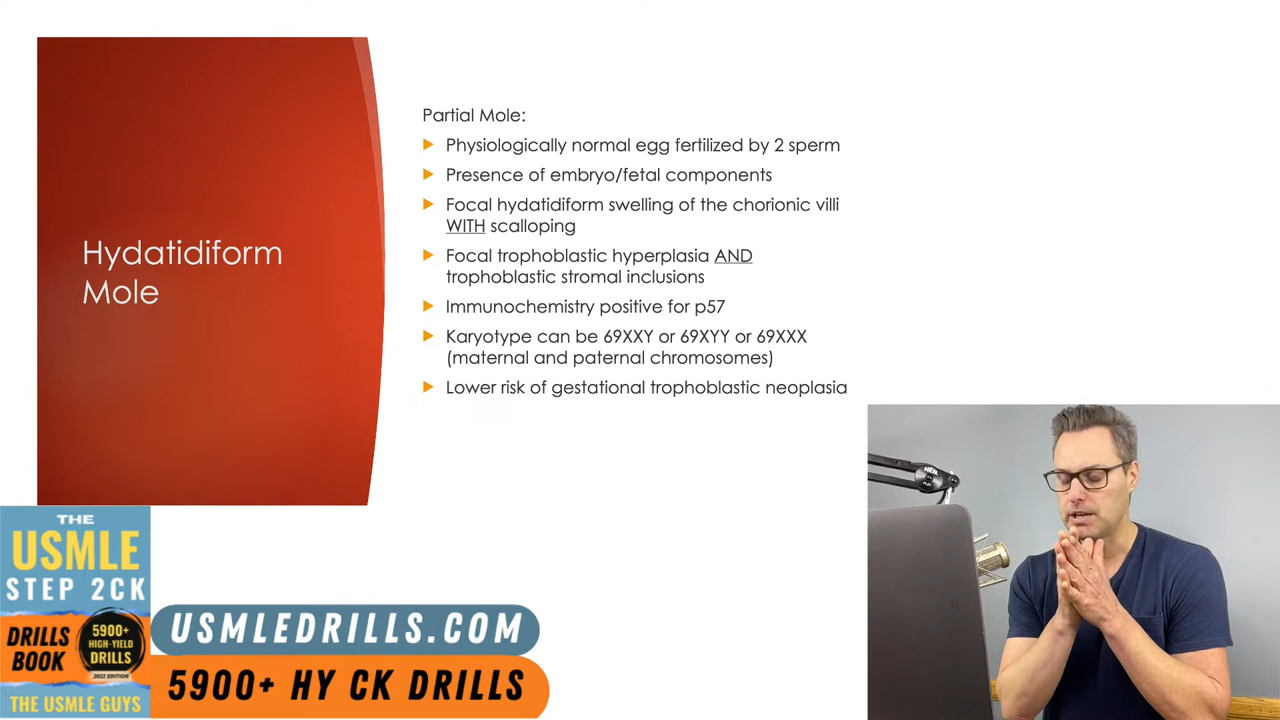 Hydatidiform
Mole
Partial Mole:
Physiologically normal egg fertilized by 2 sperm
Presence of embryo/fetal components
Focal hydatidiform swelling of the chorionic villi
WITH scalloping
Focal trophoblastic hyperplasia AND
trophoblastic stromal inclusions
Immunochemistry positive for p57
Karyotype can be 69XXY or 69XYY or 69XXX
(maternal and paternal chromosomes)
Lower risk of gestational trophoblastic neoplasia
HEIL
THE
USMLE
STEP 2CK
DRILLS
BOOK
5900+
HIGH-YIELD
DRILLS
2022 EDITION
THE USMLE GUYS
USMLEDRILLS.COM
5900+ HY CK DRILLS